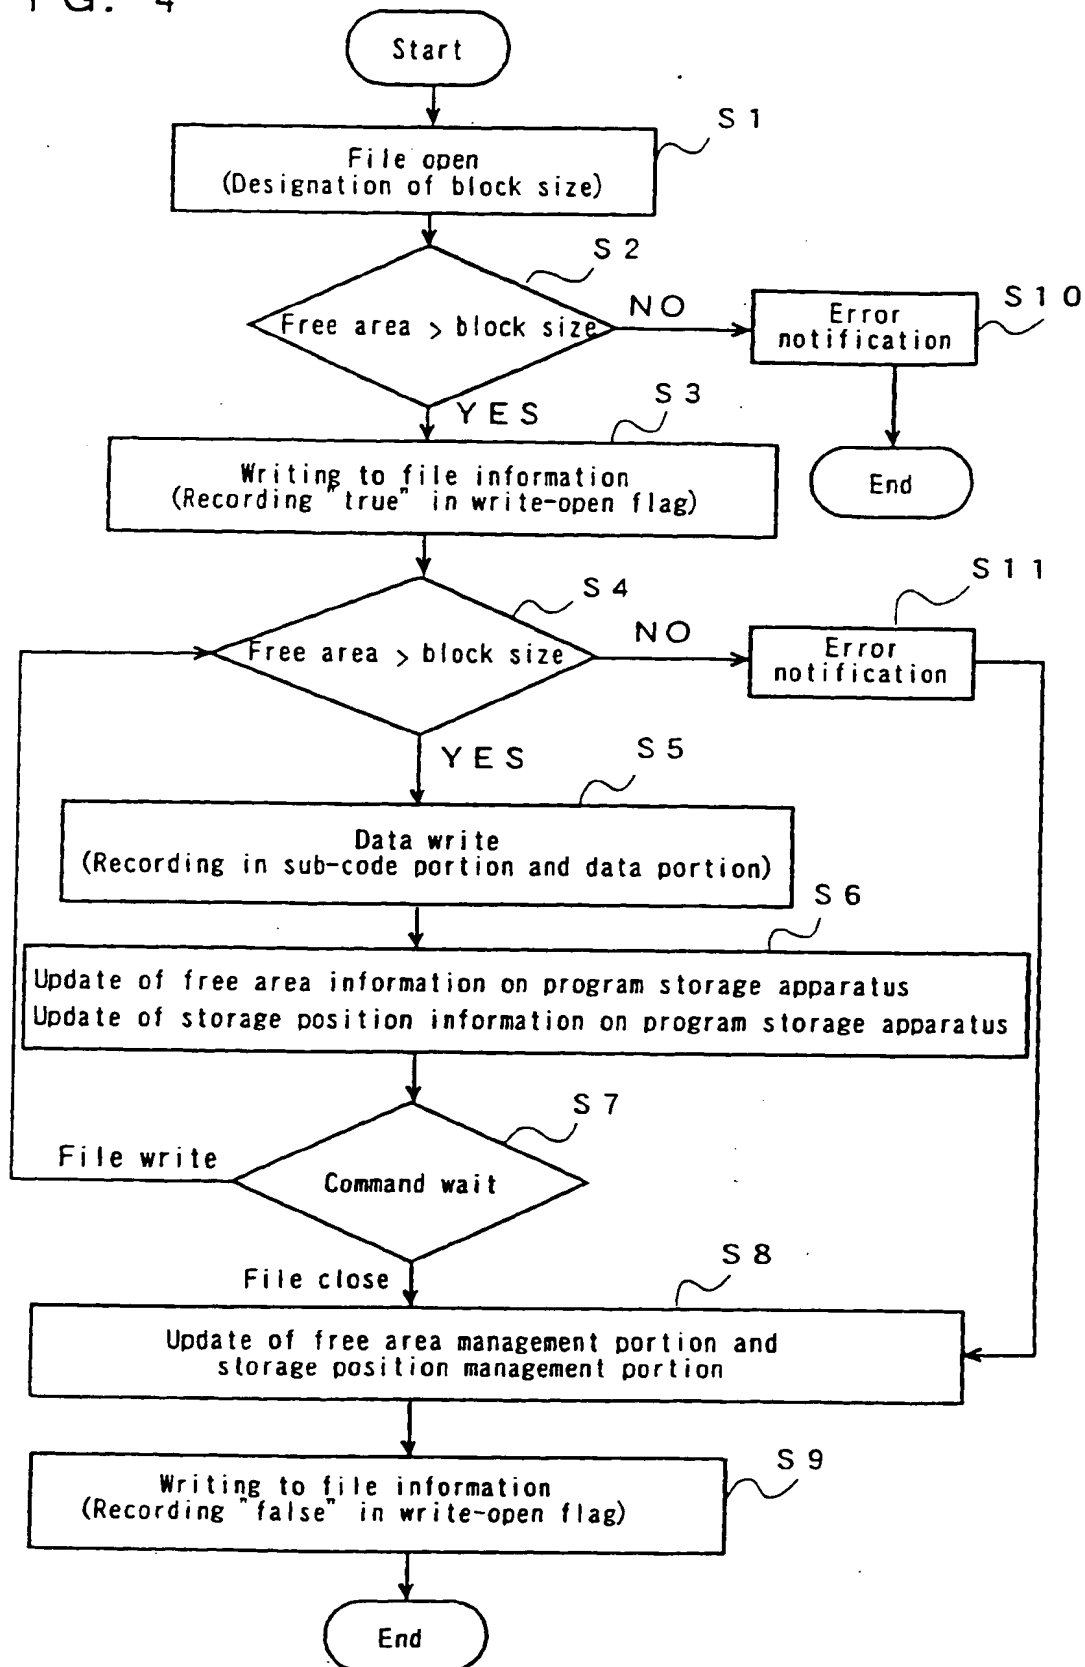 FIG. 4
Start
S1
File open
(Designation of block size)
S2
Free area > block size
NO
S10
Error
notification
End
YES
S3
Writing to file information
(Recording "true" in write-open flag)
S4
Free area > block size
NO
S11
Error
notification
YES
S5
Data write
(Recording in sub-code portion and data portion)
S6
Update of free area information on program storage apparatus
Update of storage position information on program storage apparatus
S7
File write
Command wait
File close
S8
Update of free area management portion and
storage position management portion
S9
Writing to file information
(Recording "false" in write-open flag)
End